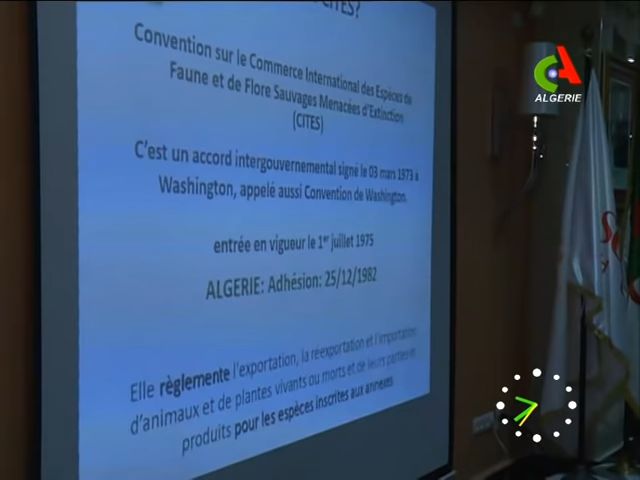 CITES?
Convention sur le Commerce International des Espèces de
Faune et de Flore Sauvages Menacées d'Extinction
(CITES)
C'est un accord intergouvernemental signé le 03 mars 1973 à
Washington, appelé aussi Convention de Washington
entrée en vigueur le 1er juillet 1975
ALGERIE: Adhésion: 25/12/1982
Elle règlemente l'exportation, la réexportation et l'importation
d'animaux et de plantes vivants ou morts et de leurs parties et
produits pour les espèces inscrites aux annexes
ALGERIE